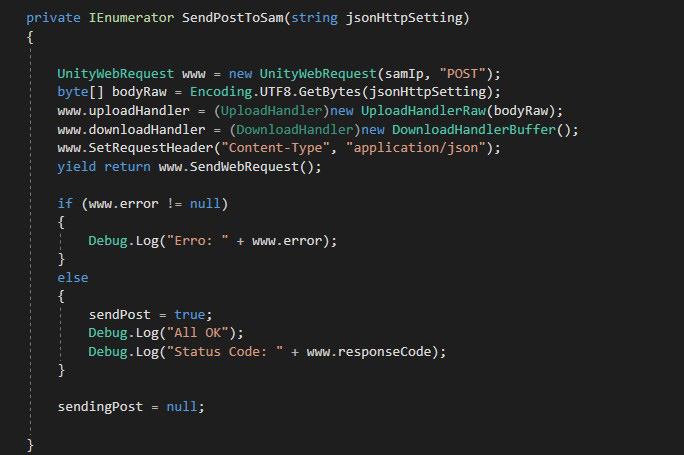 private IEnumerator SendPostToSam(string jsonHttpSetting)
{
UnityWebRequest www = new UnityWebRequest(samIp, "POST");
byte[] bodyRaw = Encoding.UTF8.GetBytes(jsonHttpSetting);
www.uploadHandler = (UploadHandler)new UploadHandlerRaw(bodyRaw);
www.downloadHandler = (DownloadHandler)new DownloadHandlerBuffer();
www.SetRequestHeader("Content-Type", "application/json");
yield return www.SendWebRequest();
if (www.error != null)
{
Debug.Log("Erro: " + www.error);
}
else
{
sendPost = true;
Debug.Log("All OK");
Debug.Log("Status Code: " + www.responseCode);
}
sendingPost = null;
}